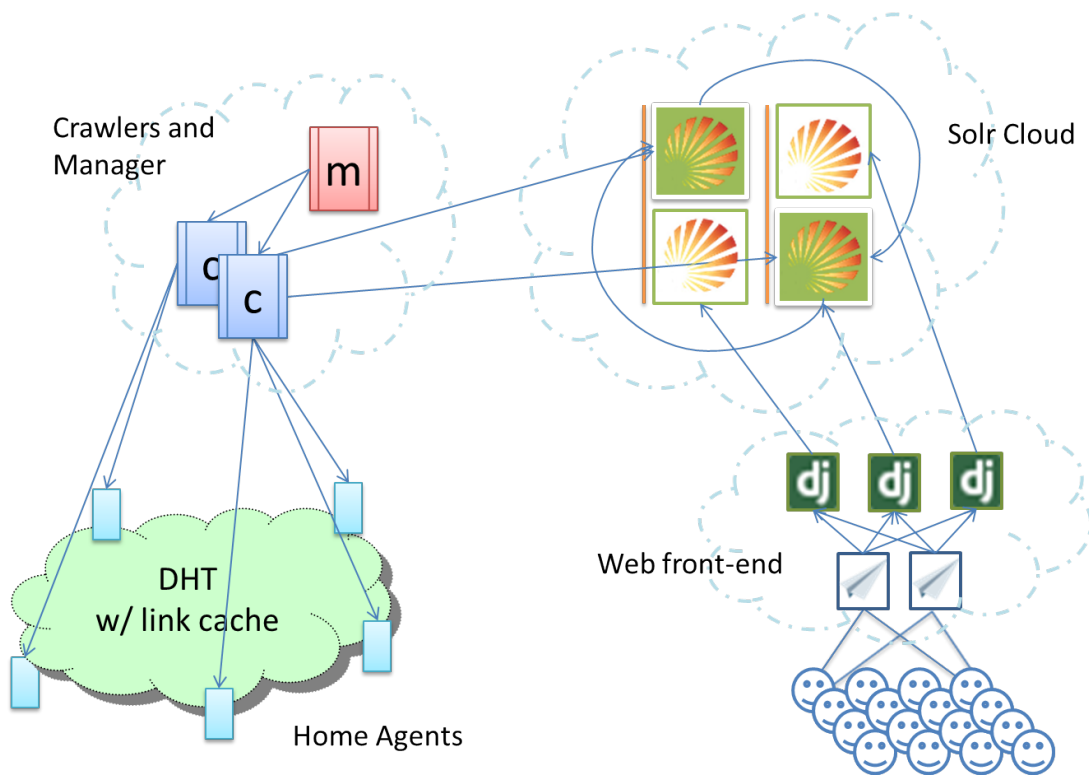 Crawlers and
Manager
m
c
c
Solr Cloud
dj
dj
dj
Web front-end
DHT
w/ link cache
Home Agents